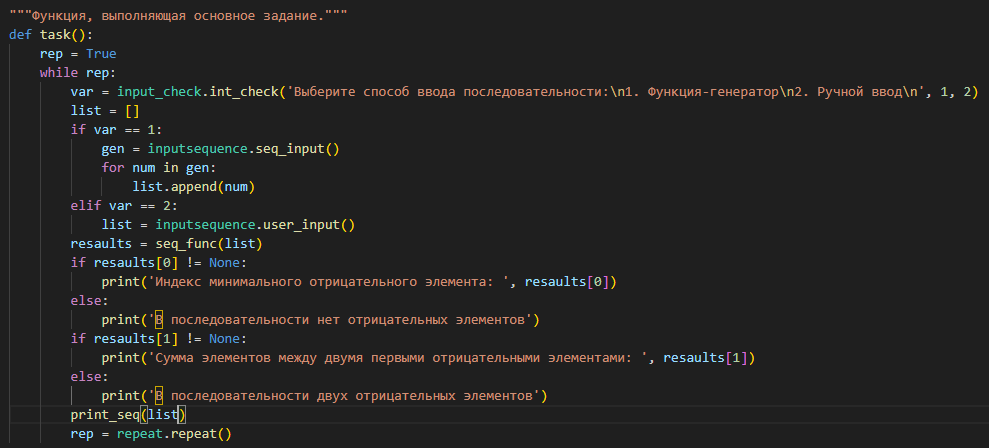 """Функция, выполняющая основное задание."""
def task():
    rep = True
    while rep:
        var = input_check.int_check('Выберите способ ввода последовательности:\n1. Функция-генератор\n2. Ручной ввод\n', 1, 2)
        list = []
        if var == 1:
            gen = inputsequence.seq_input()
            for num in gen:
                list.append(num)
        elif var == 2:
            list = inputsequence.user_input()
        resaults = seq_func(list)
        if resaults[0] != None:
            print('Индекс минимального отрицательного элемента: ', resaults[0])
        else:
            print('В последовательности нет отрицательных элементов')
        if resaults[1] != None:
            print('Сумма элементов между двумя первыми отрицательными элементами: ', resaults[1])
        else:
            print('В последовательности двух отрицательных элементов')
        print_seq(list)
        rep = repeat.repeat()